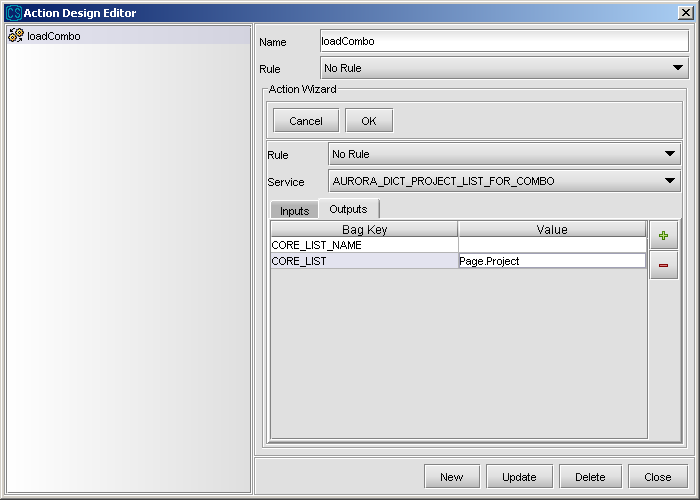 CS Action Design Editor
loadCombo
Name loadCombo
Rule No Rule
Action Wizard
Cancel OK
Rule No Rule
Service AURORA_DICT_PROJECT_LIST_FOR_COMBO
Inputs Outputs
Bag Key Value
CORE_LIST_NAME
CORE_LIST Page.Project
New Update Delete Close